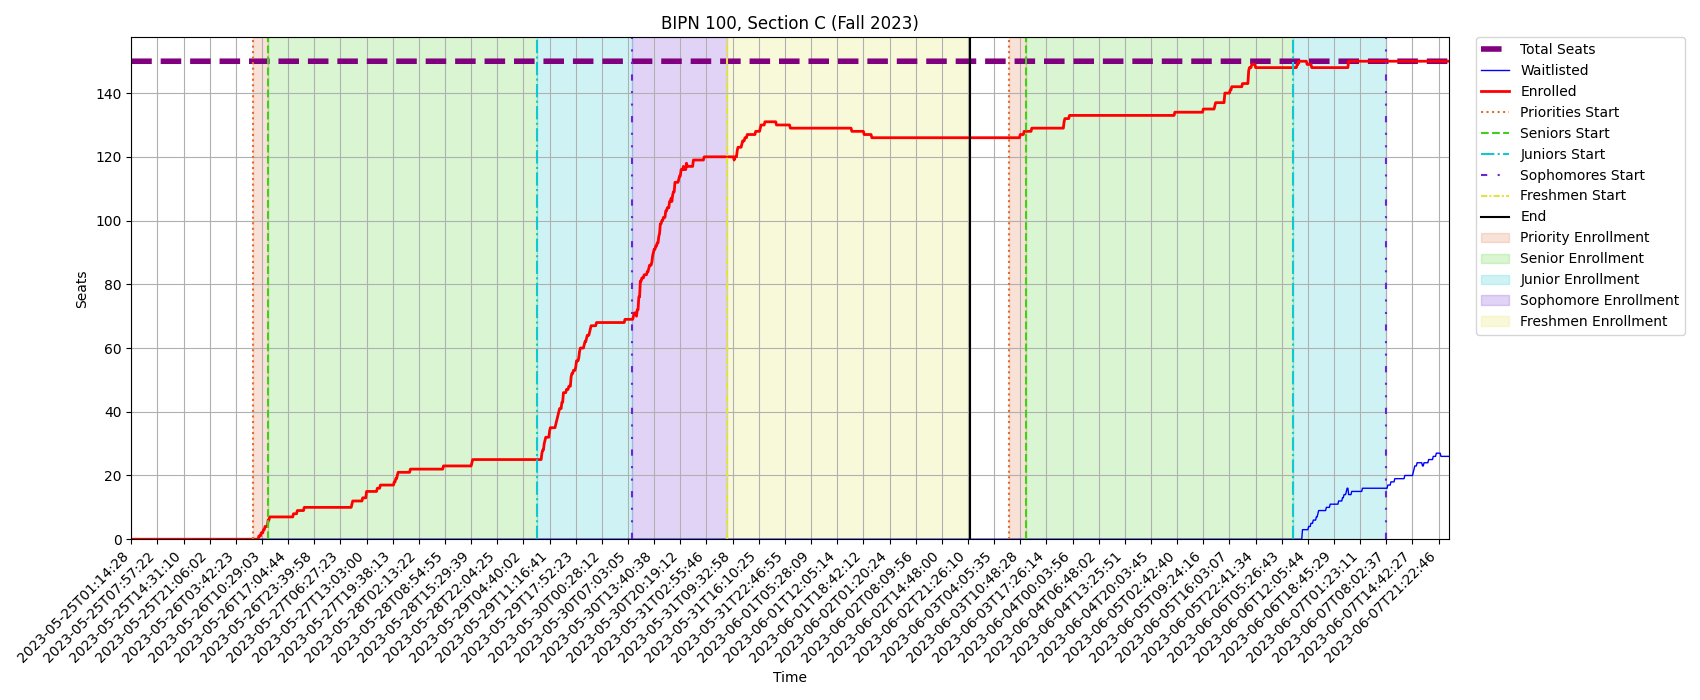 BIPN 100, Section C (Fall 2023)
Seats
140
120
100
80
60
40
20
0
2023-05-25T01:14:28
2023-05-25T07:57:22
2023-05-25T14:31:10
2023-05-25T21:06:02
2023-05-26T03:42:23
2023-05-26T10:29:03
2023-05-26T17:04:44
2023-05-26T23:39:58
2023-05-27T06:27:23
2023-05-27T13:03:00
2023-05-27T19:38:13
2023-05-28T02:13:22
2023-05-28T08:54:55
2023-05-28T15:29:39
2023-05-28T22:04:25
2023-05-29T04:40:02
2023-05-29T11:16:41
2023-05-29T17:52:23
2023-05-30T00:28:12
2023-05-30T07:03:05
2023-05-30T13:40:38
2023-05-30T20:19:12
2023-05-31T02:55:46
2023-05-31T09:32:58
2023-05-31T16:10:25
2023-05-31T22:46:55
2023-06-01T05:28:09
2023-06-01T12:05:14
2023-06-01T18:42:12
2023-06-02T01:20:24
2023-06-02T08:09:56
2023-06-02T14:48:00
2023-06-02T21:26:10
2023-06-03T04:05:35
2023-06-03T10:48:28
2023-06-03T17:26:14
2023-06-04T00:03:56
2023-06-04T06:48:02
2023-06-04T13:25:51
2023-06-04T20:03:45
2023-06-05T02:42:40
2023-06-05T09:24:16
2023-06-05T16:03:07
2023-06-05T22:41:34
2023-06-06T05:26:43
2023-06-06T12:05:44
2023-06-06T18:45:29
2023-06-07T01:23:11
2023-06-07T08:02:37
2023-06-07T14:42:27
2023-06-07T21:22:46
Time
Total Seats
Waitlisted
Enrolled
Priorities Start
Seniors Start
Juniors Start
Sophomores Start
Freshmen Start
End
Priority Enrollment
Senior Enrollment
Junior Enrollment
Sophomore Enrollment
Freshmen Enrollment